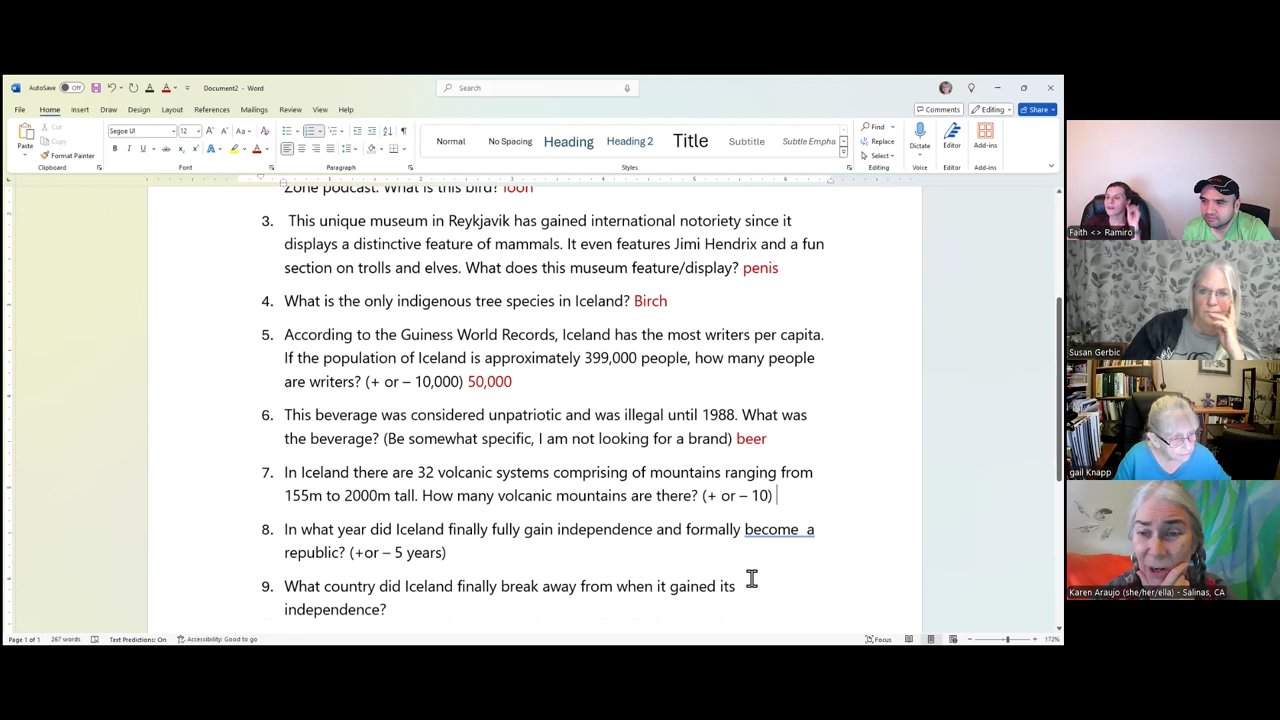 AutoSave Off Document2 - Word Search
File Home Insert Draw Design Layout References Mailings Review View Help Comments Editing Share
Paste Cut Copy Format Painter Segoe UI 12 Normal No Spacing Heading Heading 2 Title Subtitle Subtle Empha Find Replace Select Dictate Editor Add-ins
Clipboard Font Paragraph Styles Editing Voice Editor Add-ins
Zone podcast. What is this bird? loon
3. This unique museum in Reykjavik has gained international notoriety since it
displays a distinctive feature of mammals. It even features Jimi Hendrix and a fun
section on trolls and elves. What does this museum feature/display? penis
4. What is the only indigenous tree species in Iceland? Birch
5. According to the Guiness World Records, Iceland has the most writers per capita.
If the population of Iceland is approximately 399,000 people, how many people
are writers? (+ or – 10,000) 50,000
6. This beverage was considered unpatriotic and was illegal until 1988. What was
the beverage? (Be somewhat specific, I am not looking for a brand) beer
7. In Iceland there are 32 volcanic systems comprising of mountains ranging from
155m to 2000m tall. How many volcanic mountains are there? (+ or – 10)
8. In what year did Iceland finally fully gain independence and formally become a
republic? (+or – 5 years)
9. What country did Iceland finally break away from when it gained its
independence?
Page 1 of 1 267 words Text Predictions: On Accessibility: Good to go Focus 172%
Faith <> Ramiro
Susan Gerbic
gail Knapp
Karen Araujo (she/her/ella) - Salinas, CA